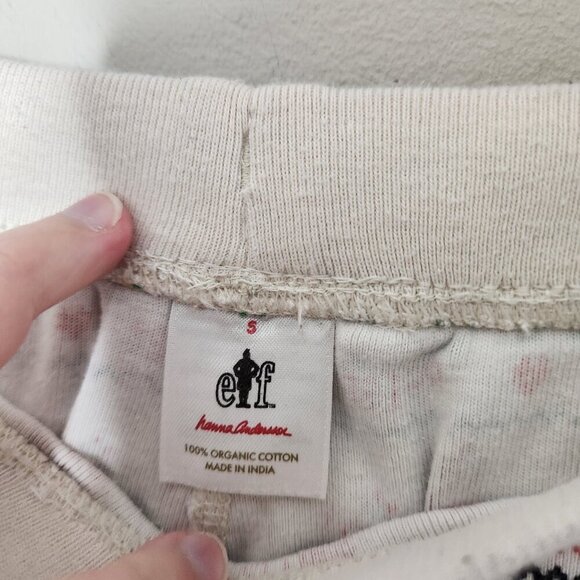 S
elf
hanna andersson
100% ORGANIC COTTON
MADE IN INDIA